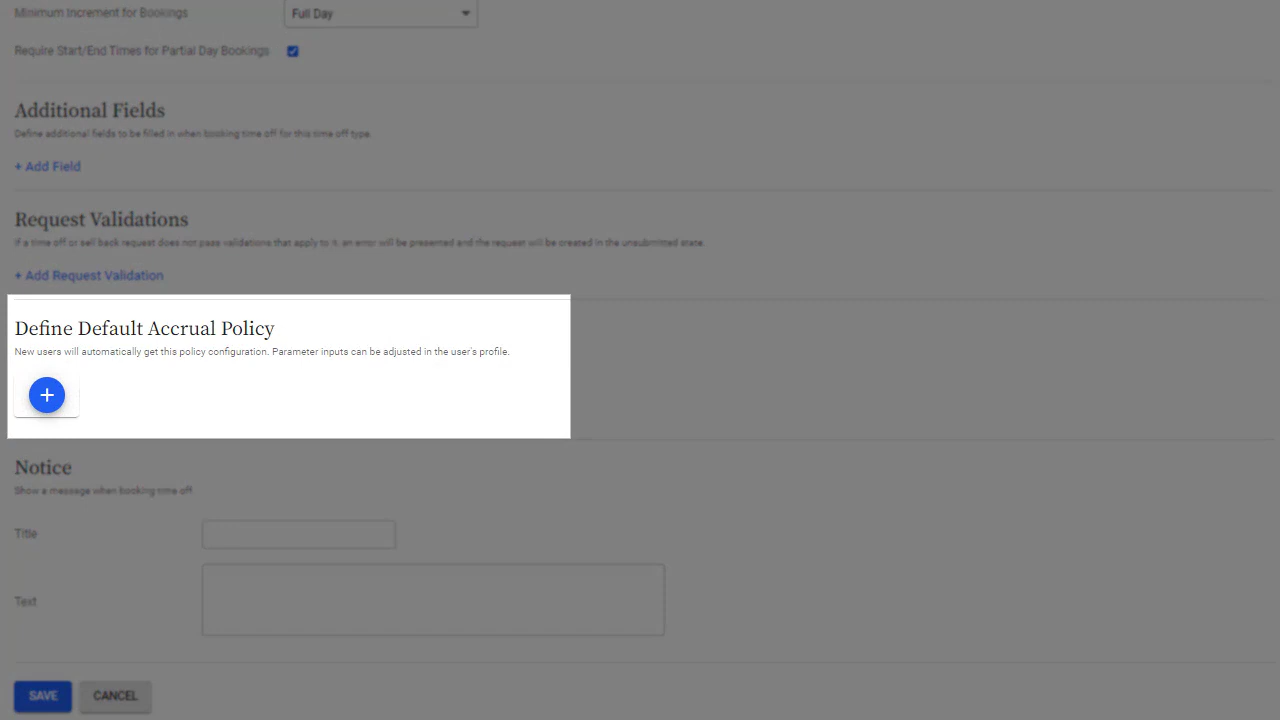 Minimum Increment for Bookings
Full Day
Require Start/End Times for Partial Day Bookings
Additional Fields
Define additional fields to be filled in when booking time off for this time off type.
+ Add Field
Request Validations
If a time off or sell back request does not pass validations that apply to it, an error will be presented and the request will be created in the unsubmitted state.
+ Add Request Validation
Define Default Accrual Policy
New users will automatically get this policy configuration. Parameter inputs can be adjusted in the user's profile.
+
Notice
Show a message when booking time off.
Title
Text
SAVE
CANCEL